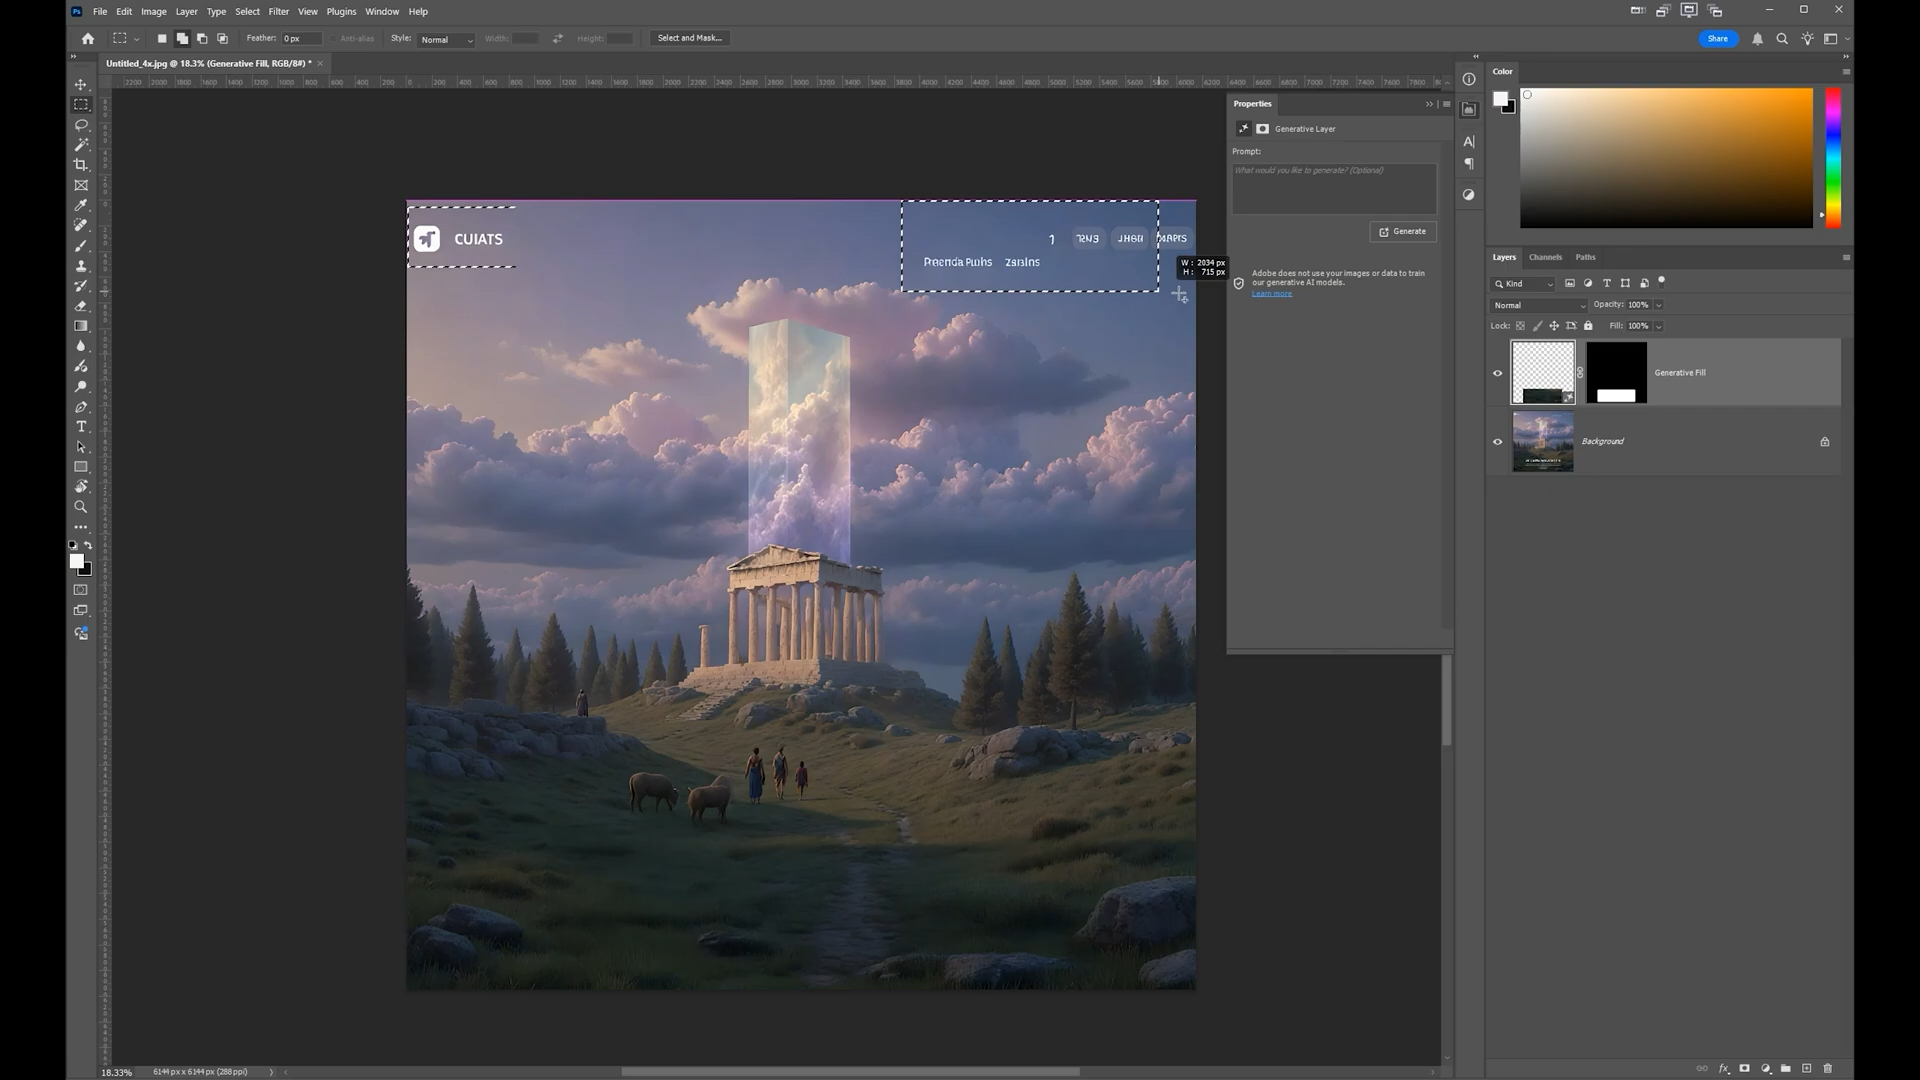 File Edit Image Layer Type Select Filter View Plugins Window Help
Feather: 0 px Anti-alias Style: Normal Width: Height: Select and Mask... Share
Untitled_4x.jpg @ 18.3% (Generative Fill, RGB/8#) *
Properties
Generative Layer
Prompt:
What would you like to generate? (Optional)
Generate
Adobe does not use your images or data to train
our generative AI models.
Learn more
CUIATS
W: 2034 px
H: 715 px
Color
Layers Channels Paths
Kind
Normal Opacity: 100%
Lock: Fill: 100%
Generative Fill
Background
18.33% 6144 px x 6144 px (288 ppi)